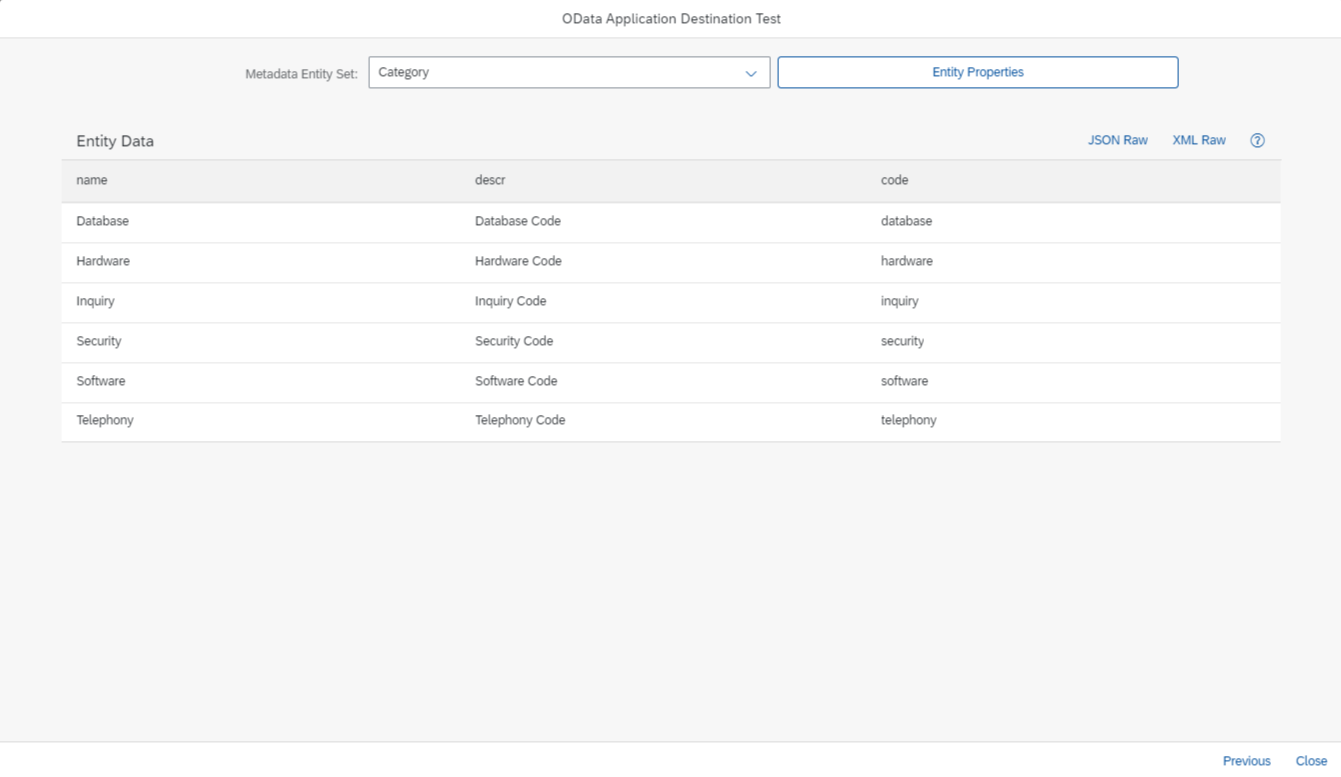 OData Application Destination Test
Metadada Entity Set: Category Entity Properties
Entity Data JSON Raw XML Raw ?
name descr code
Database Database Code database
Hardware Hardware Code hardware
Inquiry Inquiry Code inquiry
Security Security Code security
Software Software Code software
Telephony Telephony Code telephony
Previous Close